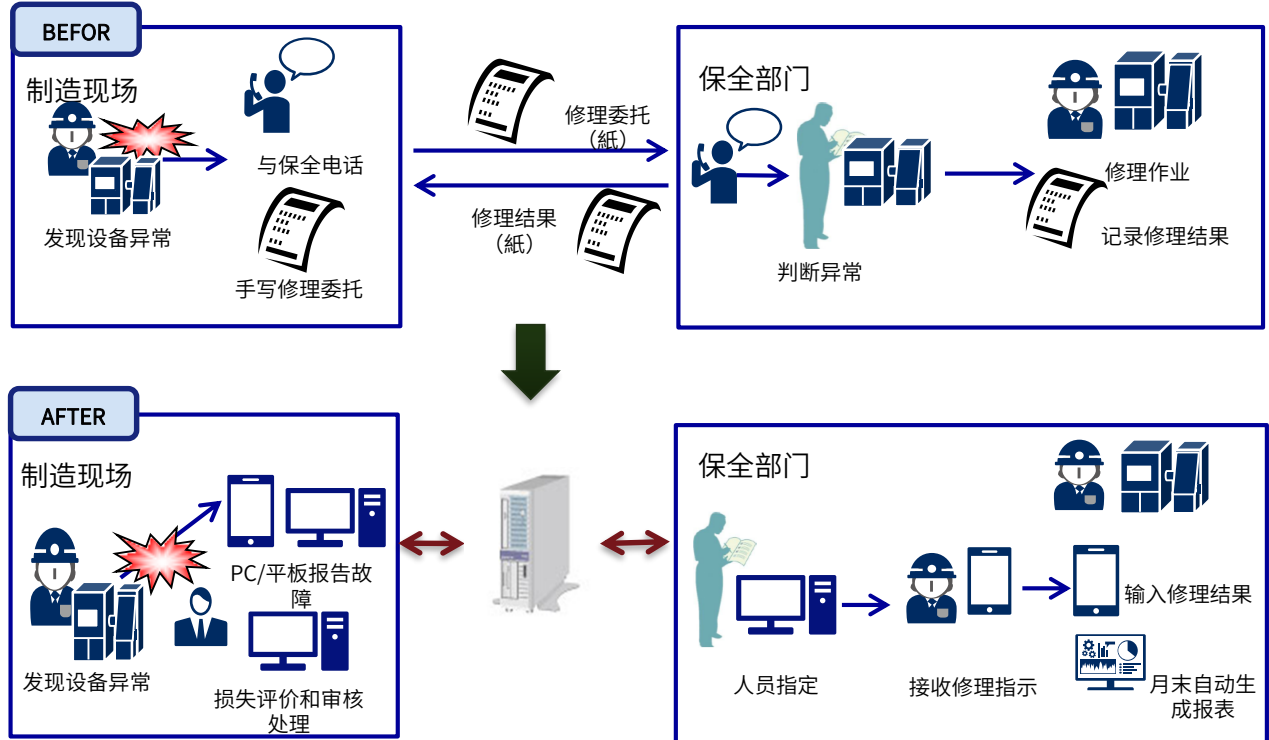 BEFOR
制造现场
与保全电话
发现设备异常
手写修理委托
修理委托
（紙）
修理结果
（紙）
保全部门
判断异常
修理作业
记录修理结果
AFTER
制造现场
PC/平板报告故
障
发现设备异常
损失评价和审核
处理
保全部门
人员指定
接收修理指示
输入修理结果
月末自动生
成报表